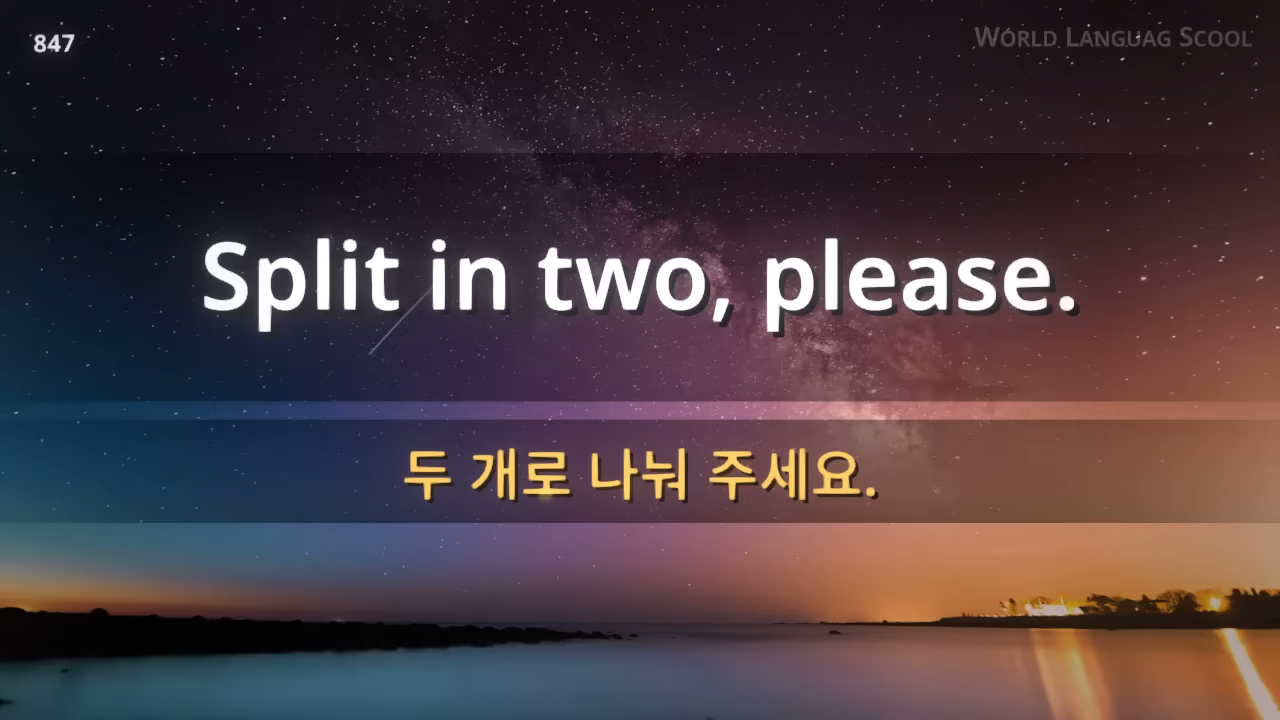 847
WORLD LANGUAG SCOOL
Split in two, please.
두 개로 나눠 주세요.